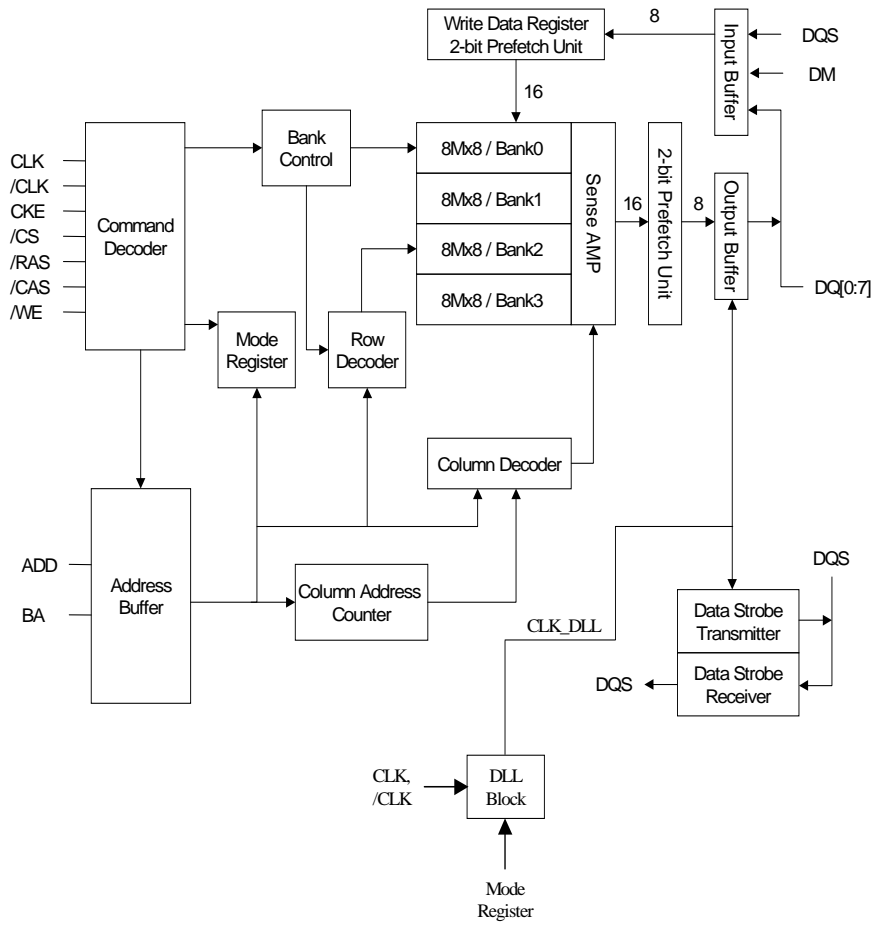 Write Data Register
2-bit Prefetch Unit
8
Input Buffer
DQS
DM
16
Bank
Control
8Mx8 / Bank0
8Mx8 / Bank1
8Mx8 / Bank2
8Mx8 / Bank3
Sense AMP
16
2-bit Prefetch Unit
8
Output Buffer
DQ[0:7]
CLK
/CLK
CKE
/CS
/RAS
/CAS
/WE
Command
Decoder
Mode
Register
Row
Decoder
Column Decoder
ADD
BA
Address
Buffer
Column Address
Counter
CLK_DLL
DQS
Data Strobe
Transmitter
Data Strobe
Receiver
DQS
CLK,
/CLK
DLL
Block
Mode
Register